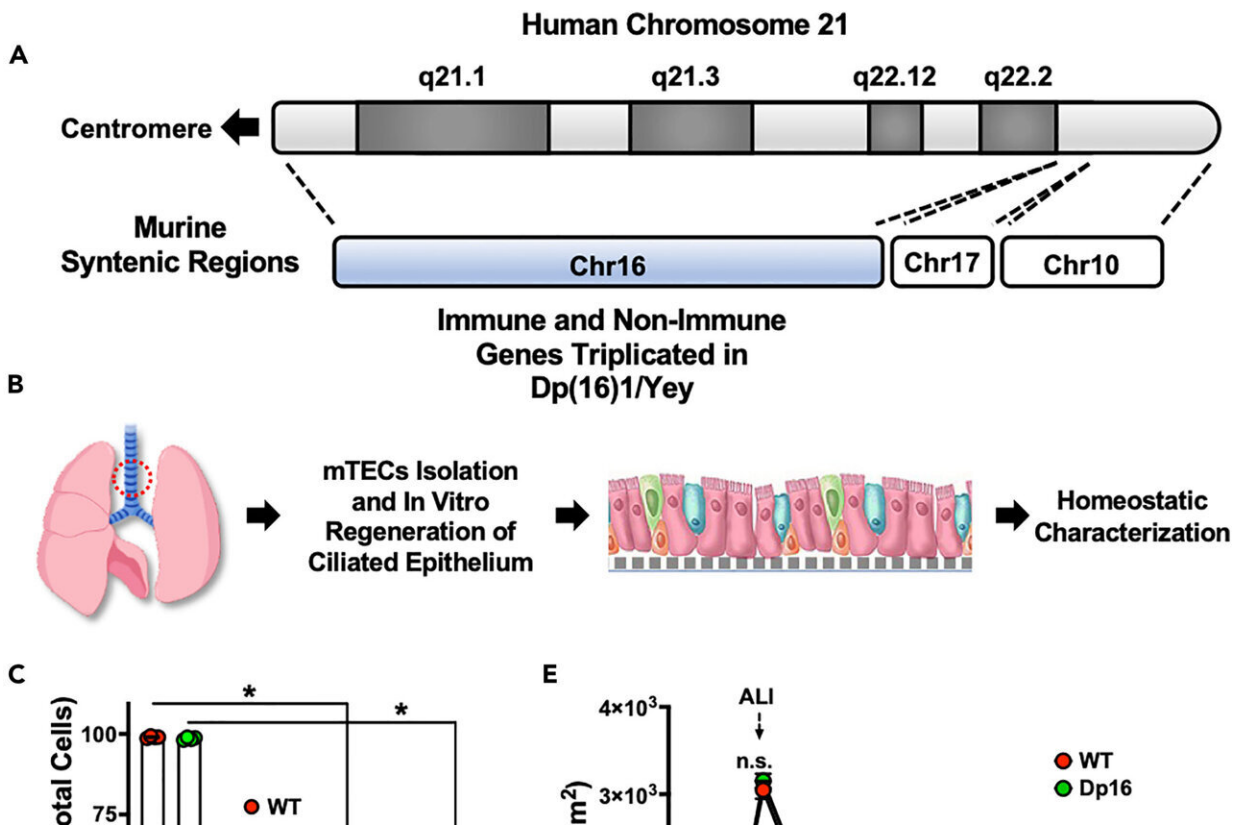 A
Human Chromosome 21
q21.1 q21.3 q22.12 q22.2
Centromere
Murine
Syntenic Regions
Chr16 Chr17 Chr10
Immune and Non-Immune
Genes Triplicated in
Dp(16)1/Yey
B
mTECs Isolation
and In Vitro
Regeneration of
Ciliated Epithelium
Homeostatic
Characterization
C
*
*
otal Cells)
100
75
WT
E
4×10³
3×10³
m²)
ALI
n.s.
WT
Dp16